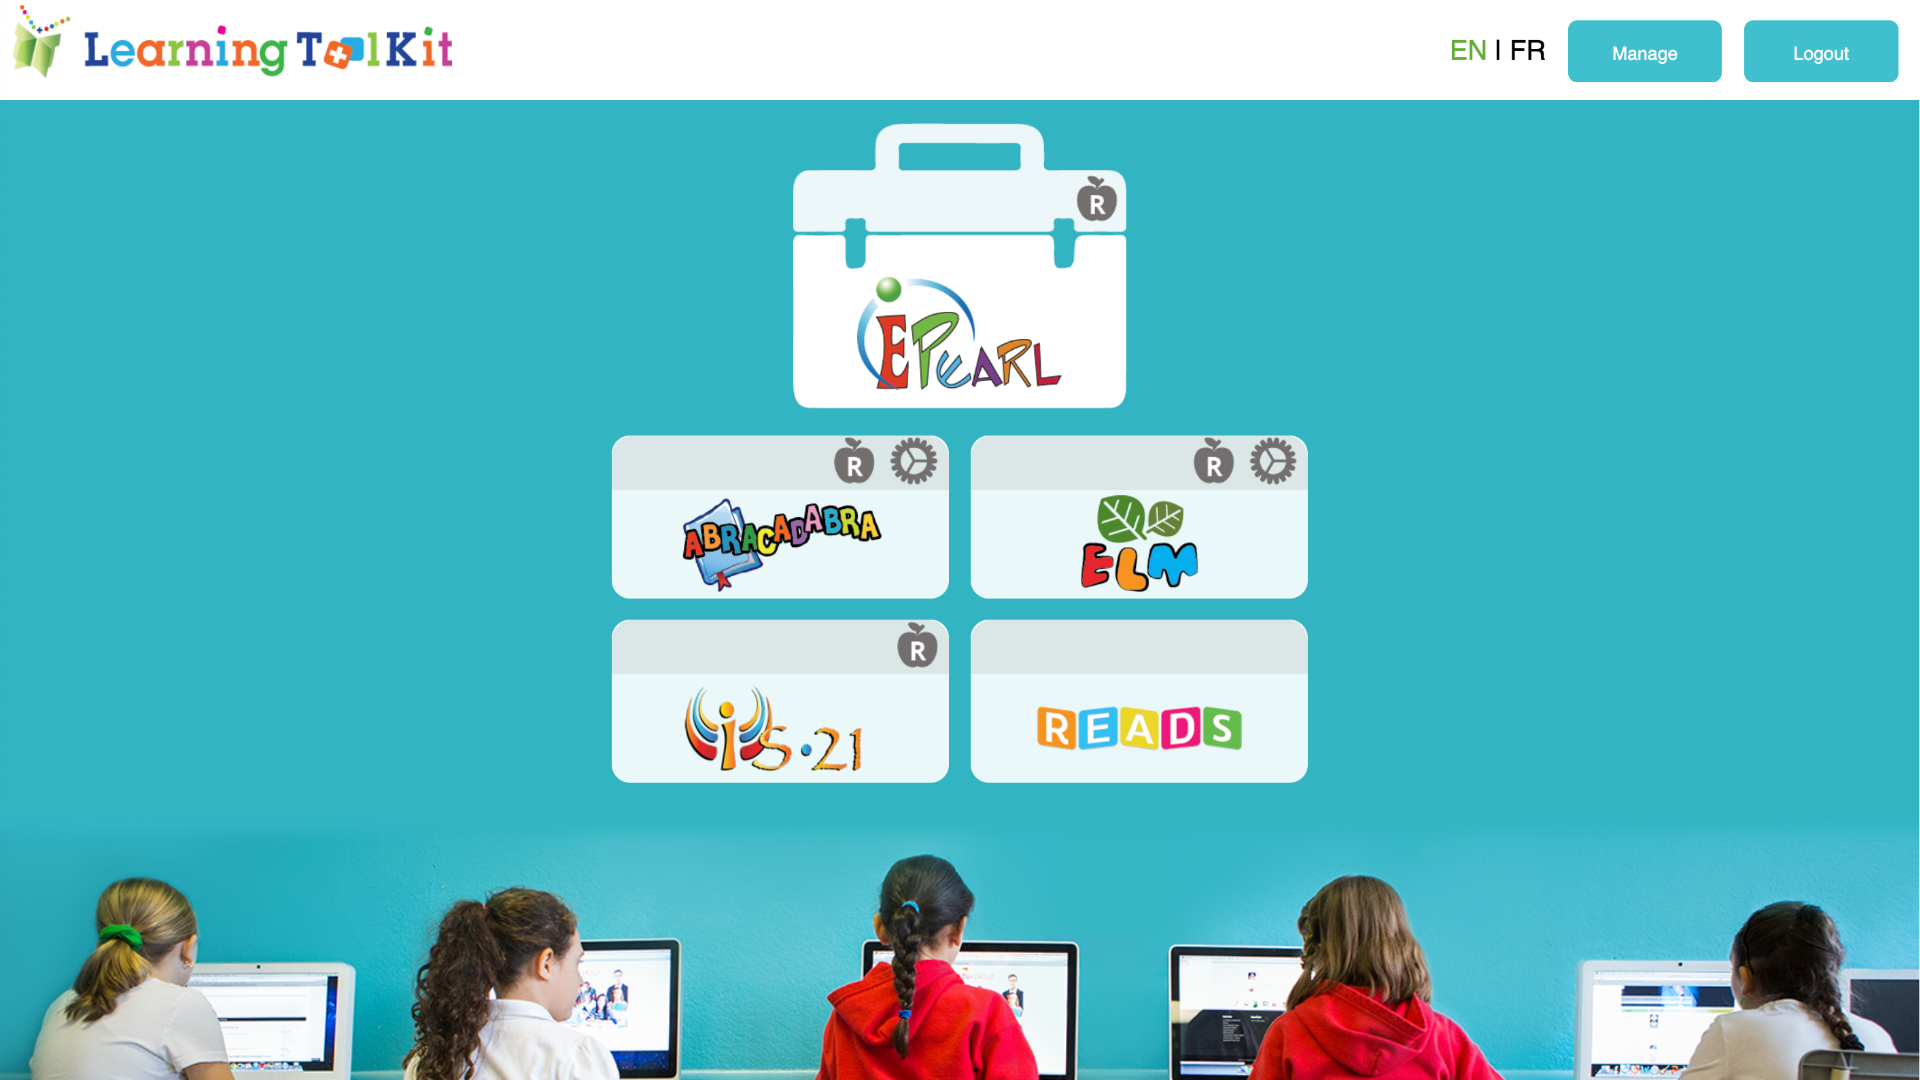 Learning ToolKit
EN | FR
Manage
Logout
R
EPEARL
R
R
ABRACADABRA
ELM
R
iS·21
READS